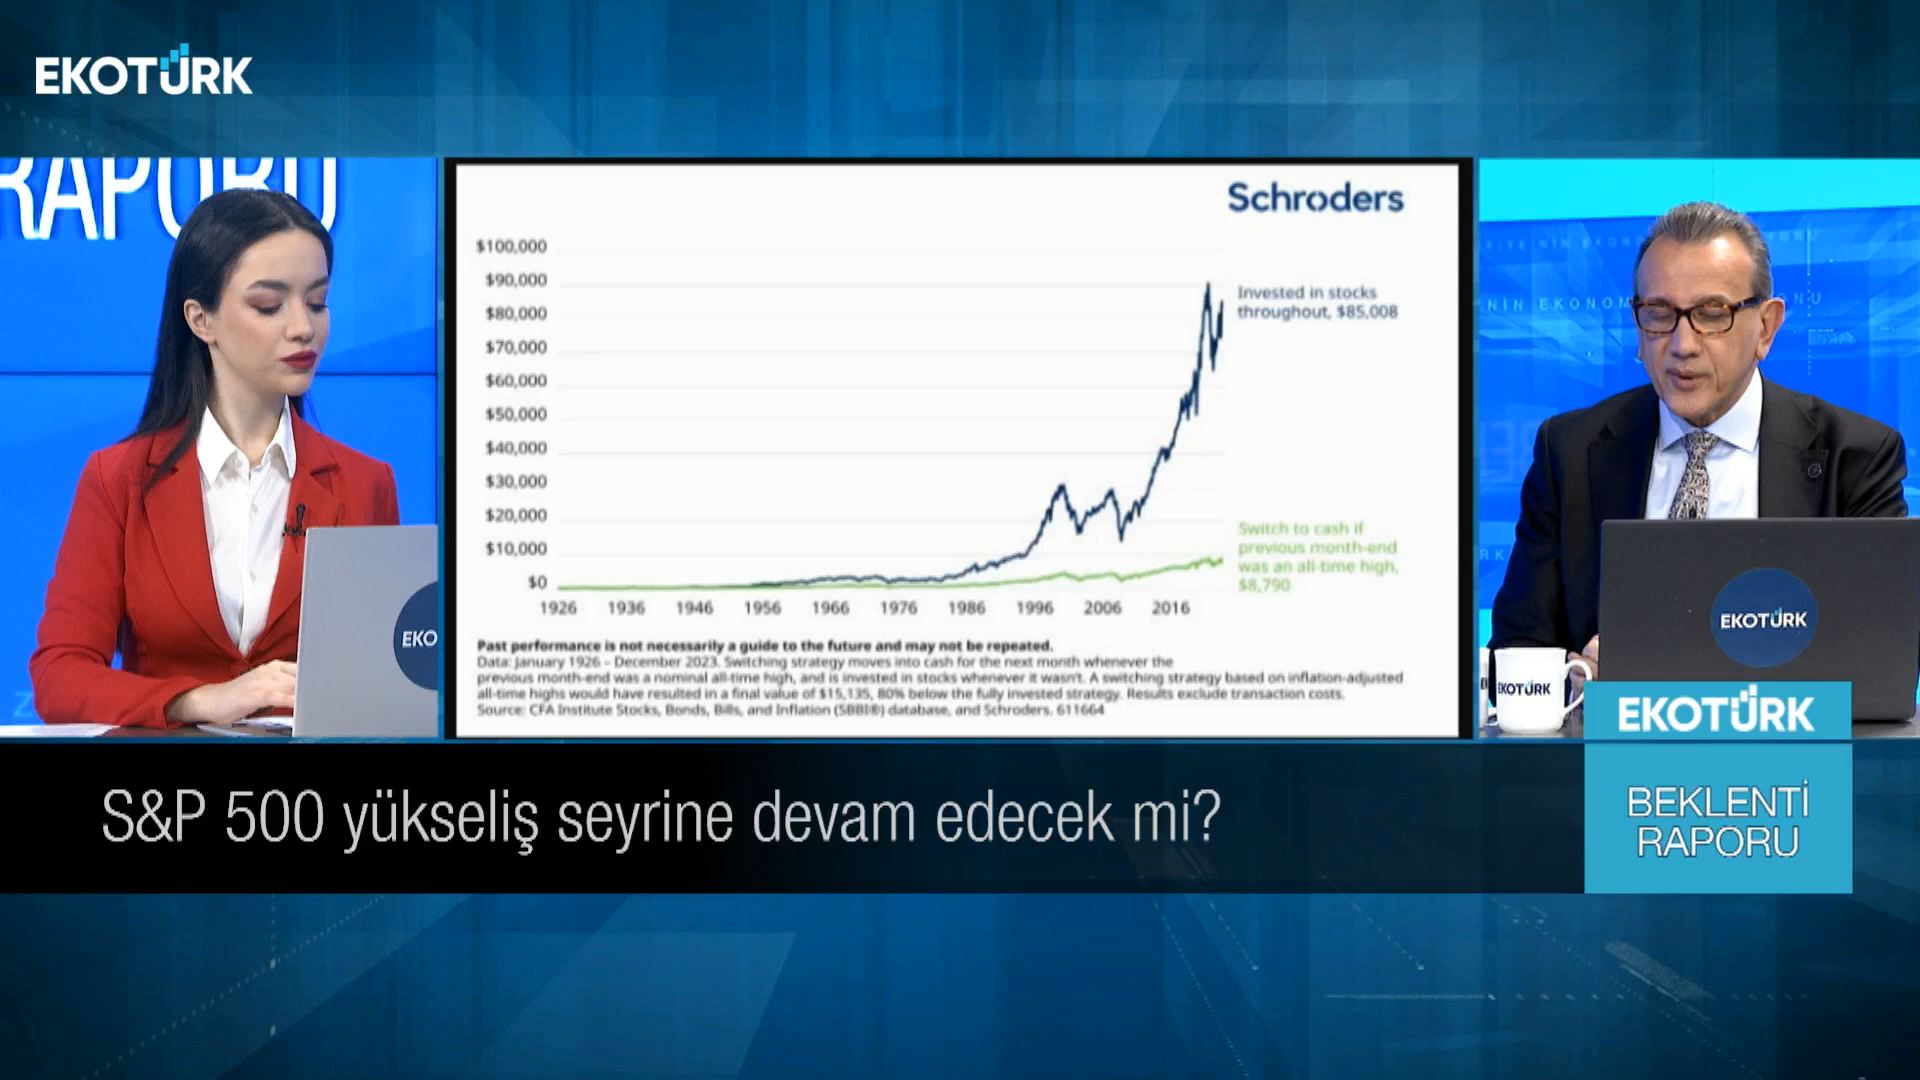 EKOTÜRK
RAPORU
Schroders
$100,000
$90,000
$80,000
$70,000
$60,000
$50,000
$40,000
$30,000
$20,000
$10,000
$0
1926 1936 1946 1956 1966 1976 1986 1996 2006 2016
Invested in stocks
throughout, $85,008
Switch to cash if
previous month-end
was an all-time high,
$8,790
Past performance is not necessarily a guide to the future and may not be repeated.
Data: January 1926 – December 2023. Switching strategy moves into cash for the next month whenever the
previous month-end was a nominal all-time high, and is invested in stocks whenever it wasn't. A switching strategy based on inflation-adjusted
all-time highs would have resulted in a final value of $15,135, 80% below the fully invested strategy. Results exclude transaction costs.
Source: CFA Institute Stocks, Bonds, Bills, and Inflation (SBBI®) database, and Schroders. 611664
EKO
EKOTÜRK
EKOTÜRK
EKOTÜRK
S&P 500 yükseliş seyrine devam edecek mi?
BEKLENTİ
RAPORU